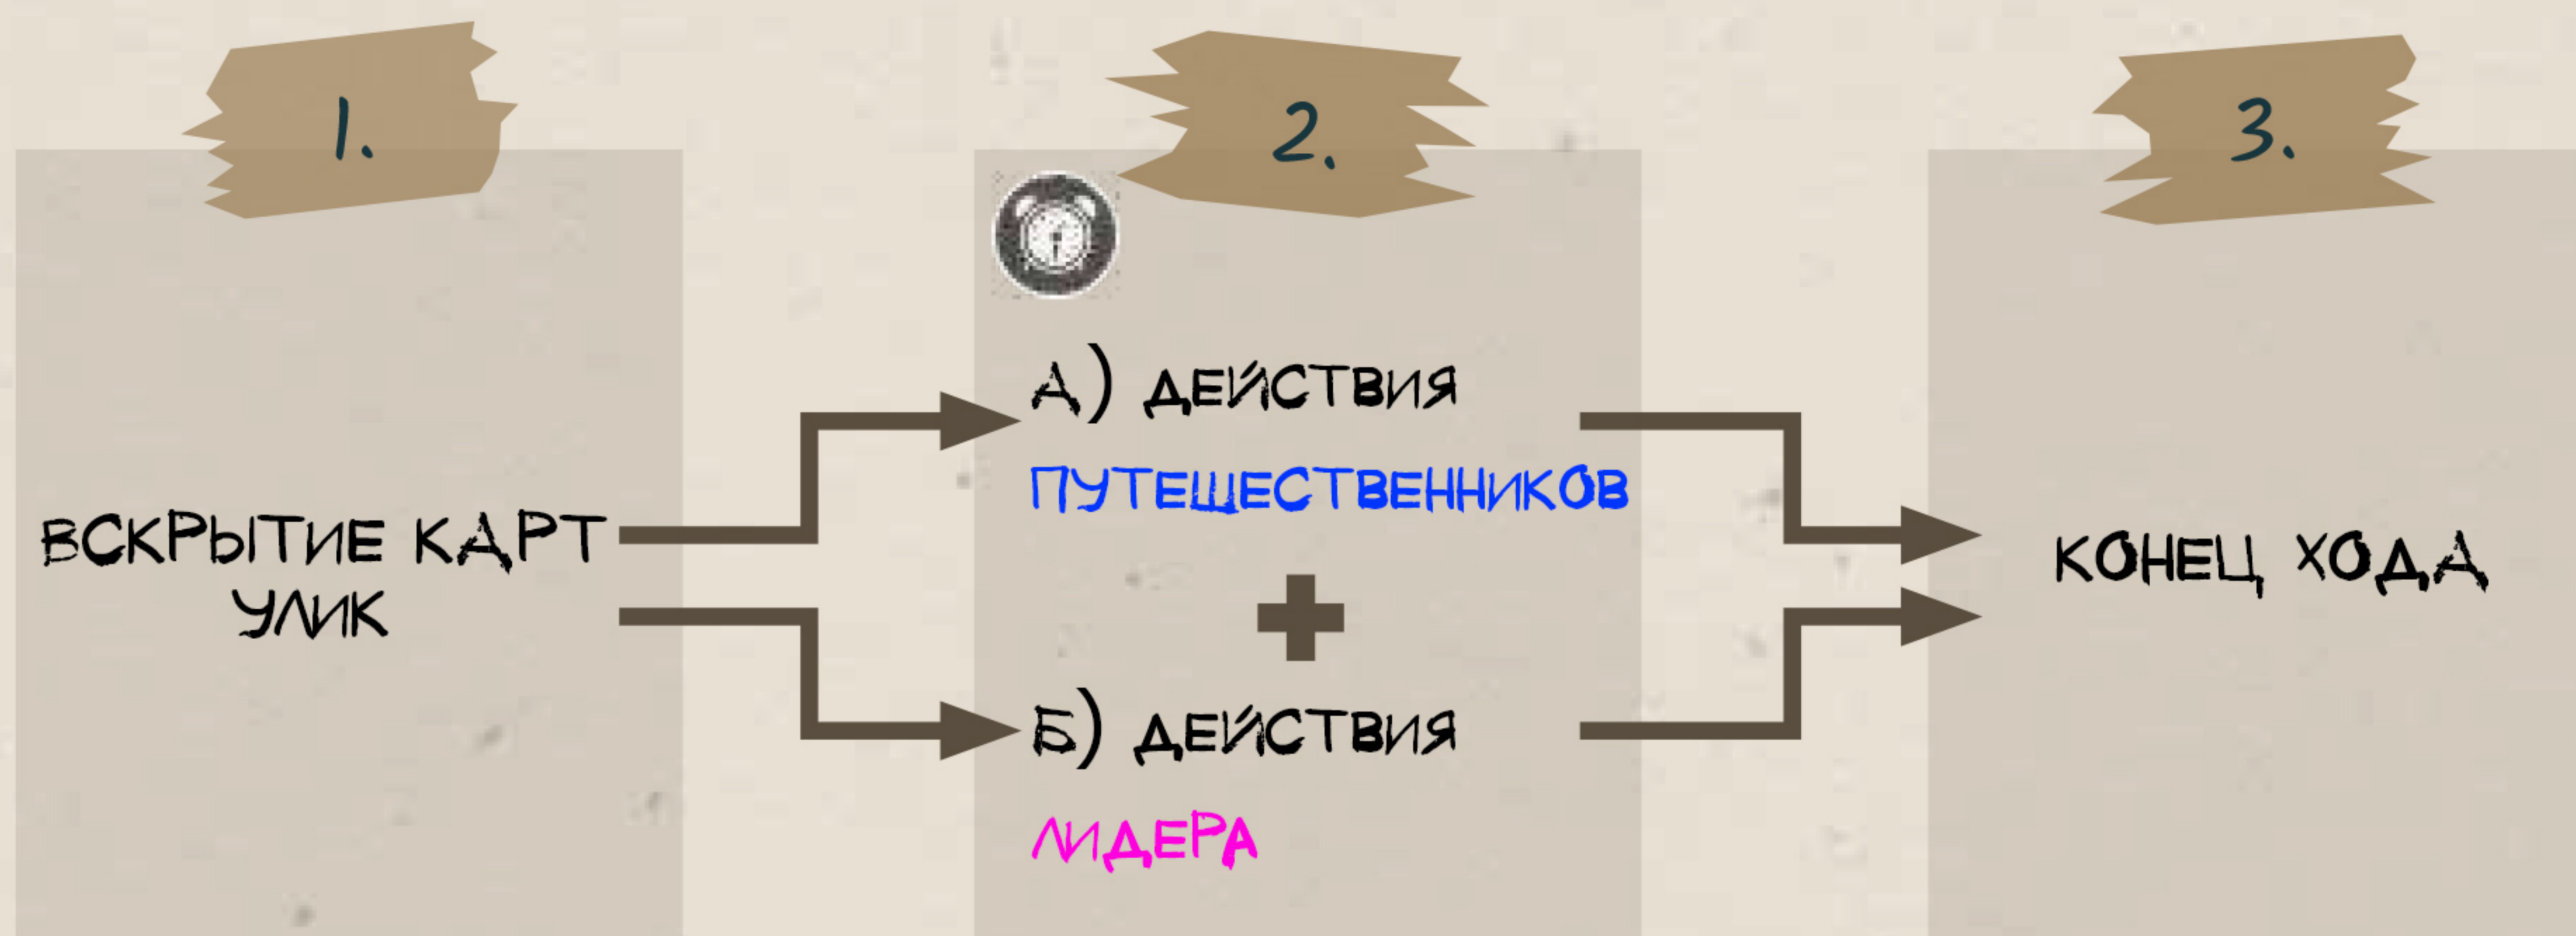 1.
ВСКРЫТИЕ КАРТ
УЛИК
2.
А) ДЕЙСТВИЯ
ПУТЕШЕСТВЕННИКОВ
Б) ДЕЙСТВИЯ
ЛИДЕРА
3.
КОНЕЦ ХОДА